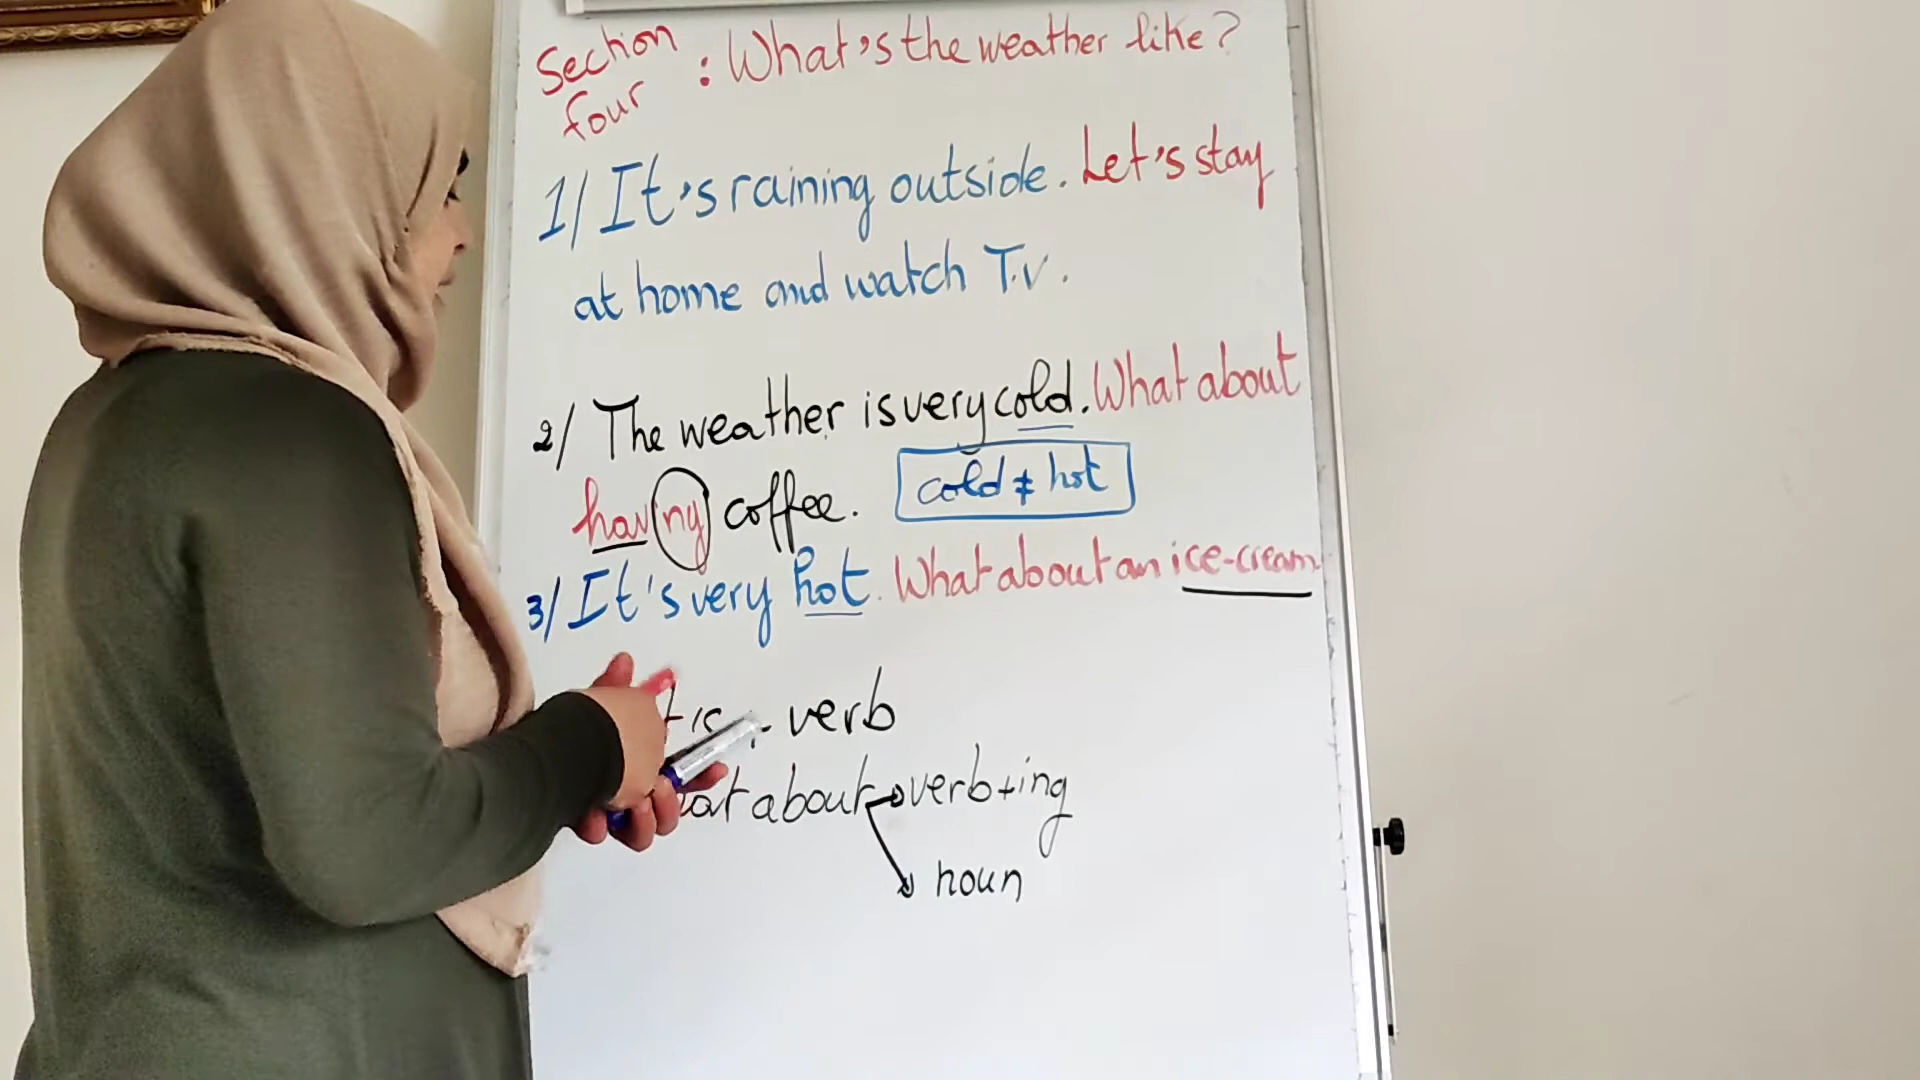 Section four : What's the weather like?
1/ It's raining outside. Let's stay
at home and watch T.V.
2/ The weather is very cold. What about
having coffee. cold ≠ hot
3/ It's very hot. What about an ice-cream
verb
about → verb+ing
→ noun